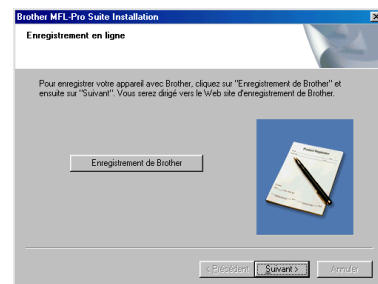 Brother MFL-Pro Suite Installation
Enregistrement en ligne
Pour enregistrer votre appareil avec Brother, cliquez sur "Enregistrement de Brother" et
ensuite sur "Suivant". Vous serez dirigé vers le Web site d'enregistrement de Brother.
Enregistrement de Brother
< Précédent
Suivant >
Annuler